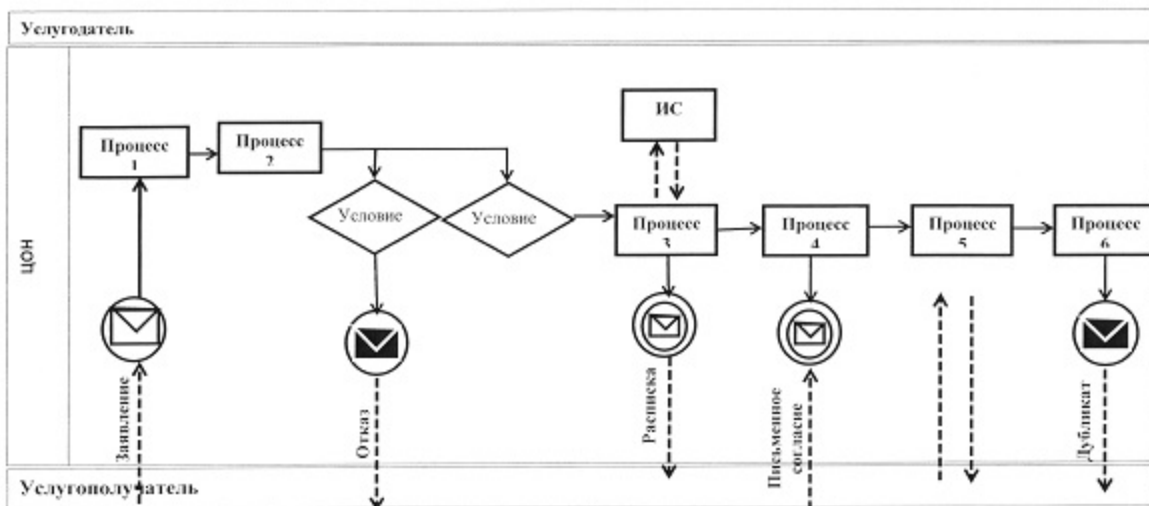 Услугодатель
ЦОН
ИС
Процесс
1
Процесс
2
Условие
Условие
Процесс
3
Процесс
4
Процесс
5
Процесс
6
Заявление
Отказ
Расписка
Письменное
согласие
Дубликат
Услугополучатель